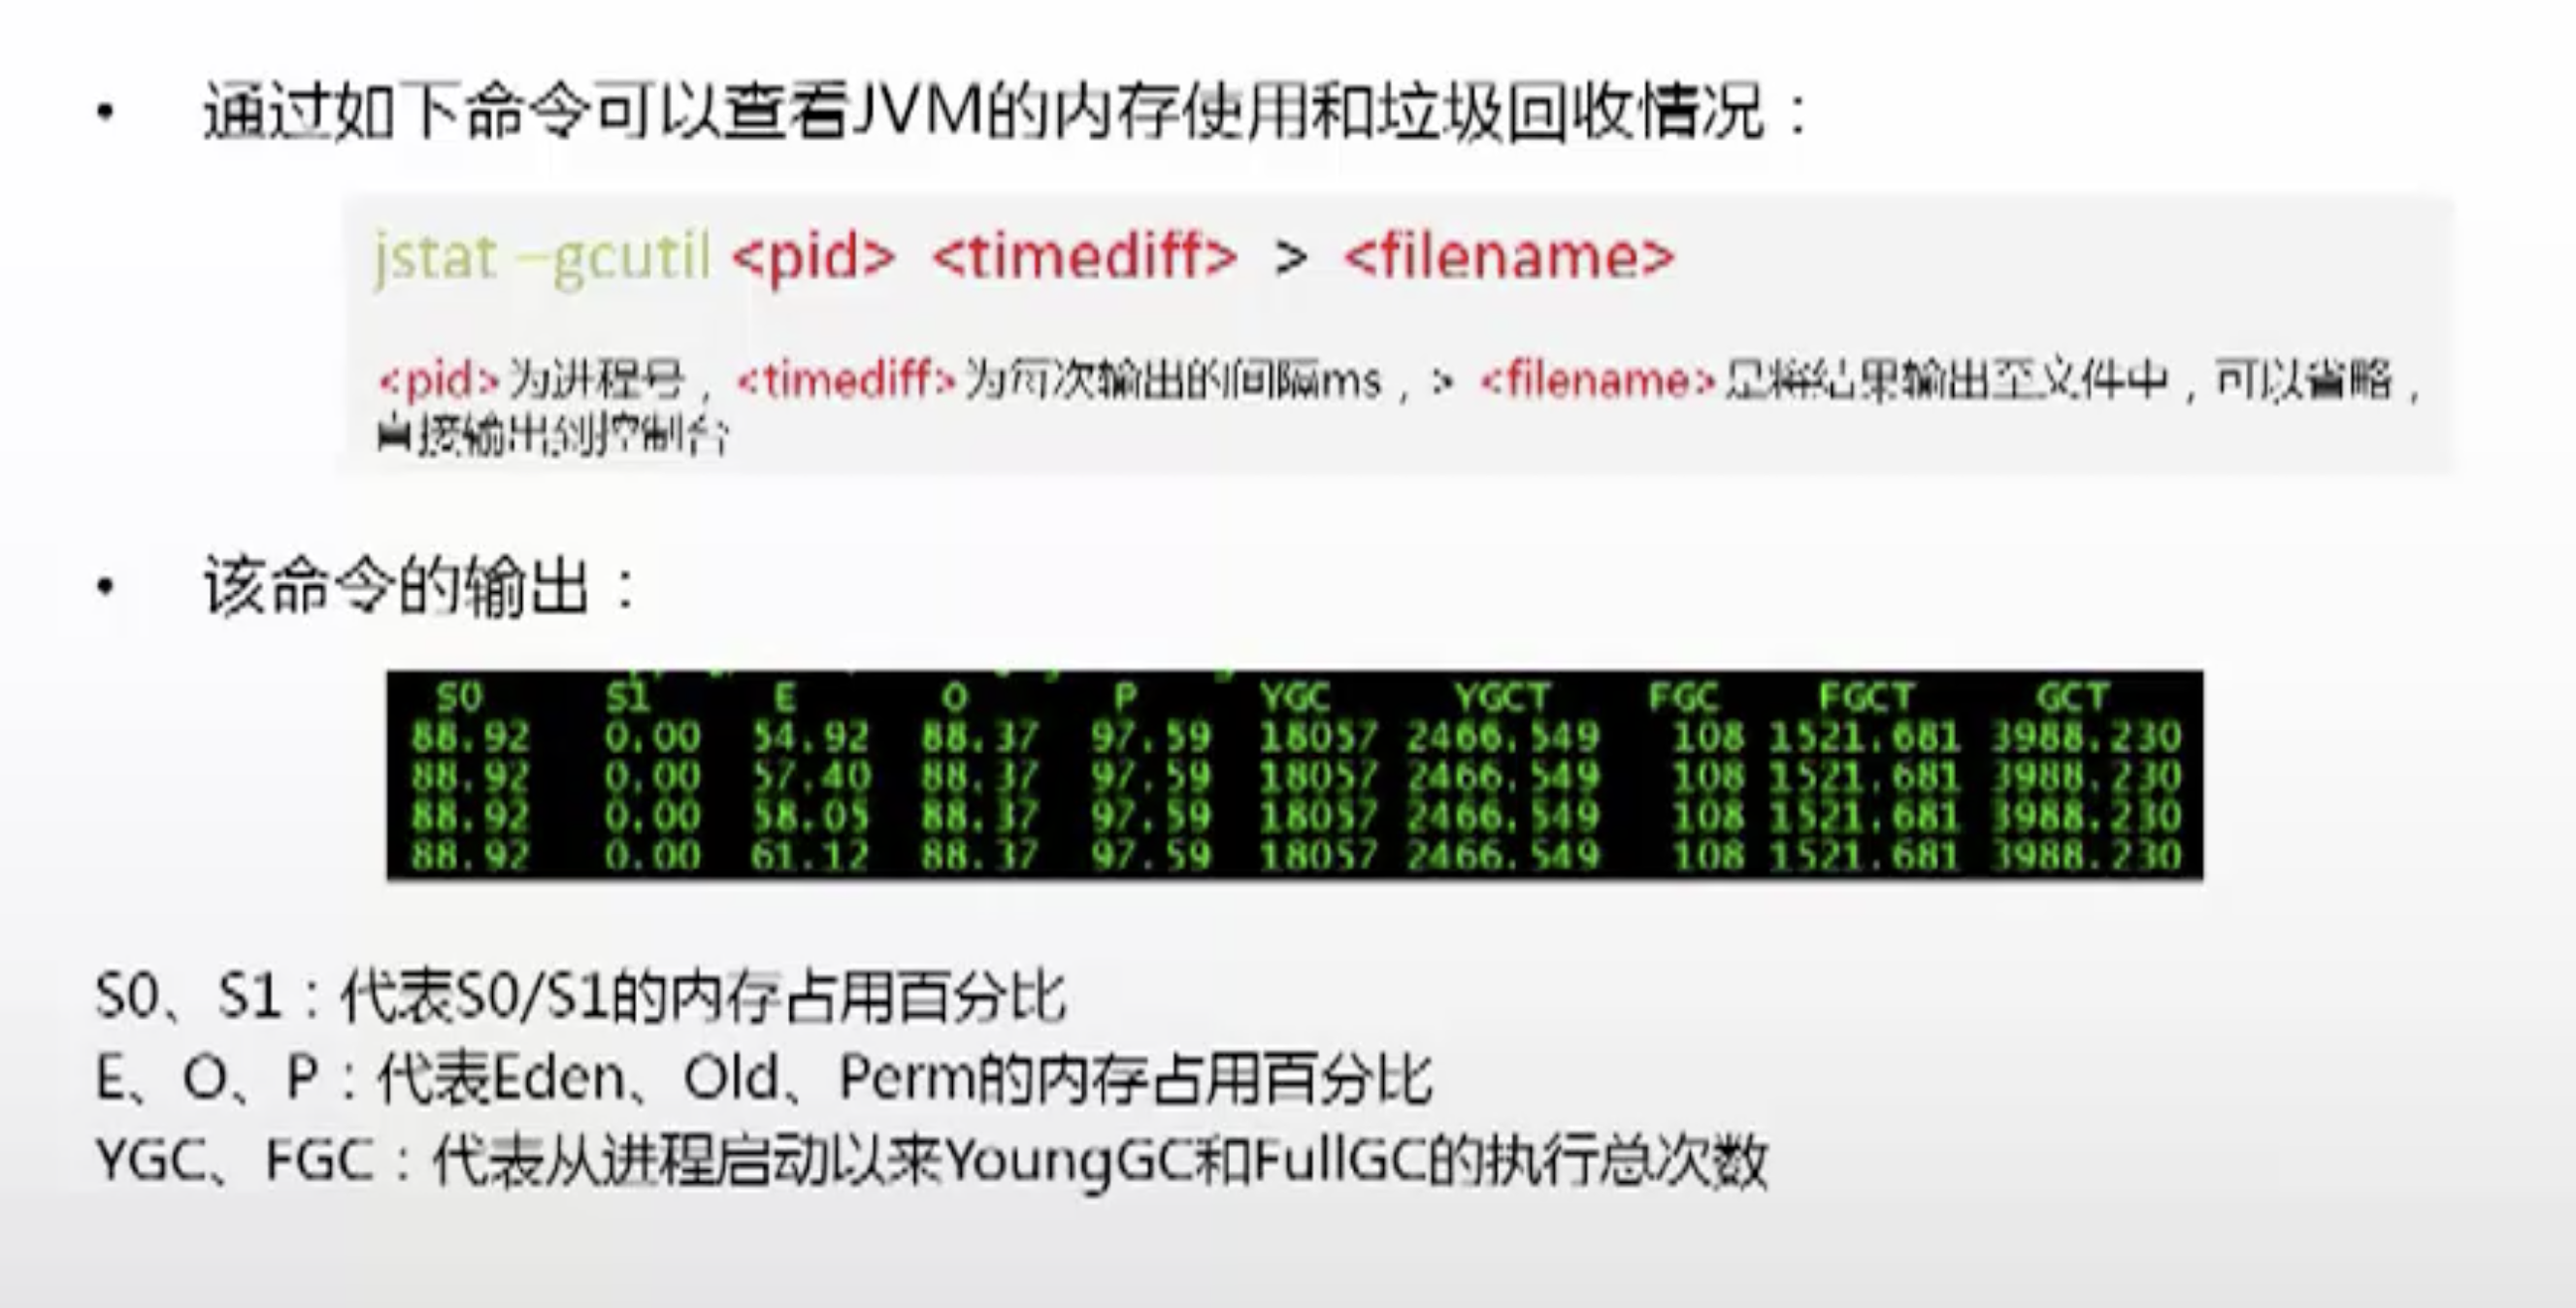 • 通过如下命令可以查看JVM的内存使用和垃圾回收情况：
jstat –gcutil <pid> <timediff> > <filename>
<pid>为进程号，<timediff>为每次输出的间隔ms，> <filename>是将结果输出至文件中，可以省略，
直接输出到控制台
• 该命令的输出：
S0 S1 E O P YGC YGCT FGC FGCT GCT
88.92 0.00 54.92 88.37 97.59 18057 2466.549 108 1521.681 3988.230
88.92 0.00 57.40 88.37 97.59 18057 2466.549 108 1521.681 3988.230
88.92 0.00 58.05 88.37 97.59 18057 2466.549 108 1521.681 3988.230
88.92 0.00 61.12 88.37 97.59 18057 2466.549 108 1521.681 3988.230
S0、S1：代表S0/S1的内存占用百分比
E、O、P：代表Eden、Old、Perm的内存占用百分比
YGC、FGC：代表从进程启动以来YoungGC和FullGC的执行总次数